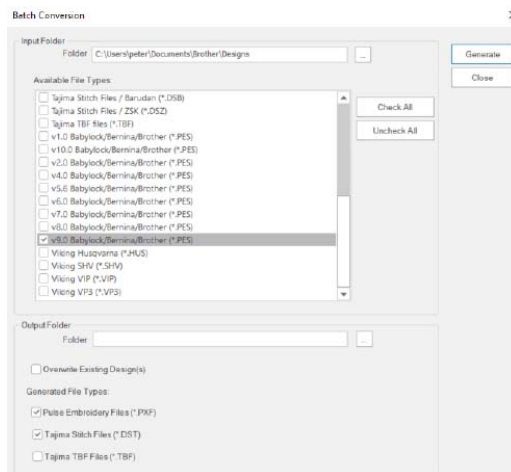 Batch Conversion
Input Folder
Folder C:\Users\peter\Documents\Brother\Designs ...
Generate
Close
Available File Types:
Tajima Stitch Files / Barudan (*.DSB)
Tajima Stitch Files / ZSK (*.DSZ)
Tajima TBF files (*.TBF)
v1.0 Babylock/Bernina/Brother (*.PES)
v10.0 Babylock/Bernina/Brother (*.PES)
v2.0 Babylock/Bernina/Brother (*.PES)
v4.0 Babylock/Bernina/Brother (*.PES)
v5.6 Babylock/Bernina/Brother (*.PES)
v6.0 Babylock/Bernina/Brother (*.PES)
v7.0 Babylock/Bernina/Brother (*.PES)
v8.0 Babylock/Bernina/Brother (*.PES)
v9.0 Babylock/Bernina/Brother (*.PES)
Viking Husqvarna (*.HUS)
Viking SHV (*.SHV)
Viking VIP (*.VIP)
Viking VP3 (*.VP3)
Check All
Uncheck All
Output Folder
Folder ...
Overwrite Existing Design(s)
Generated File Types:
Pulse Embroidery Files (*.PXF)
Tajima Stitch Files (*.DST)
Tajima TBF Files (*.TBF)